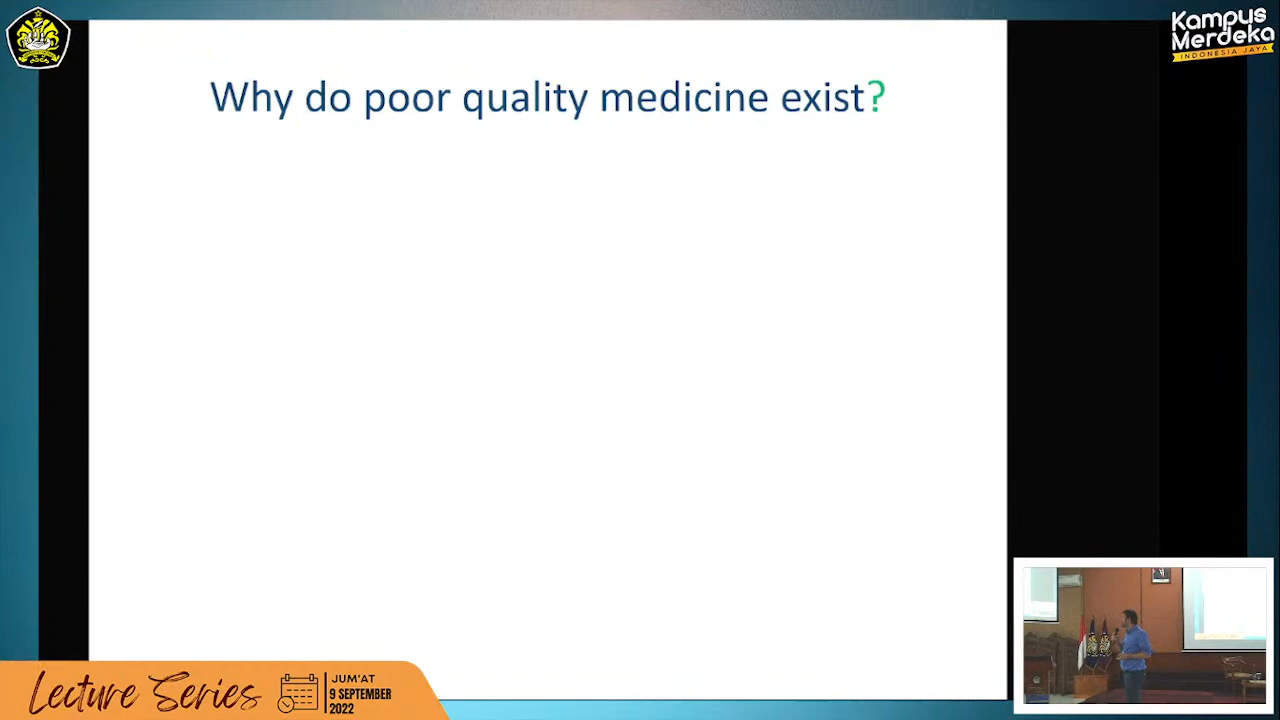 Kampus
Merdeka
INDONESIA JAYA
Why do poor quality medicine exist?
Lecture Series
JUM'AT
9 SEPTEMBER
2022